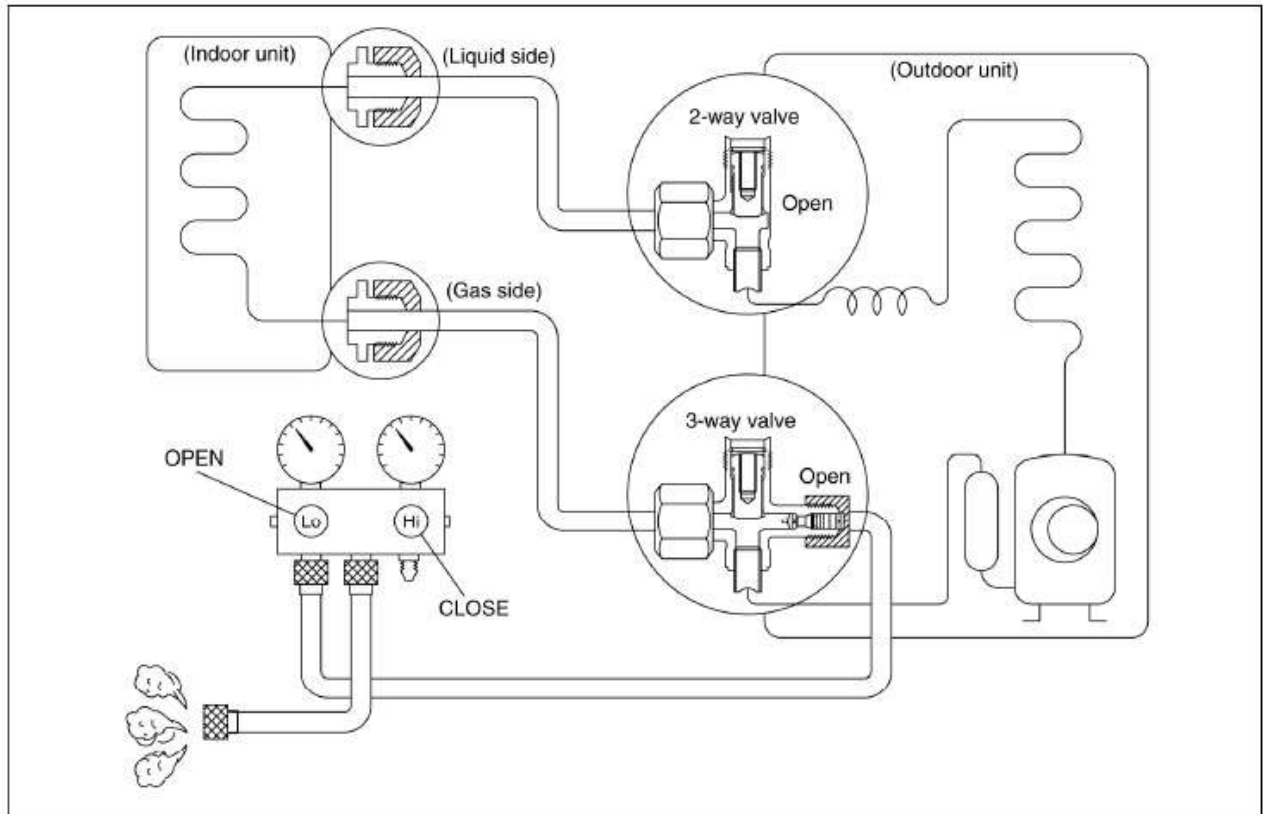 (Indoor unit)
(Liquid side)
(Outdoor unit)
2-way valve
Open
(Gas side)
3-way valve
Open
OPEN
Lo
Hi
CLOSE